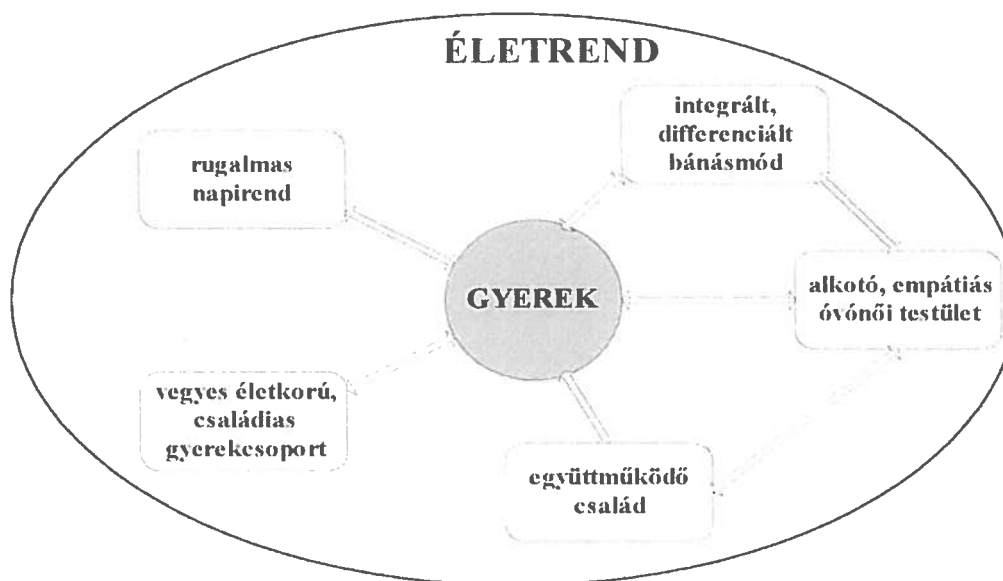 ÉLETREND
integrált,
differenciált
bánásmód
rugalmas
napirend
GYEREK
alkotó, empátiás
óvónői testület
vegyes életkorú,
családias
gyerekcsoport
együttműködő
család